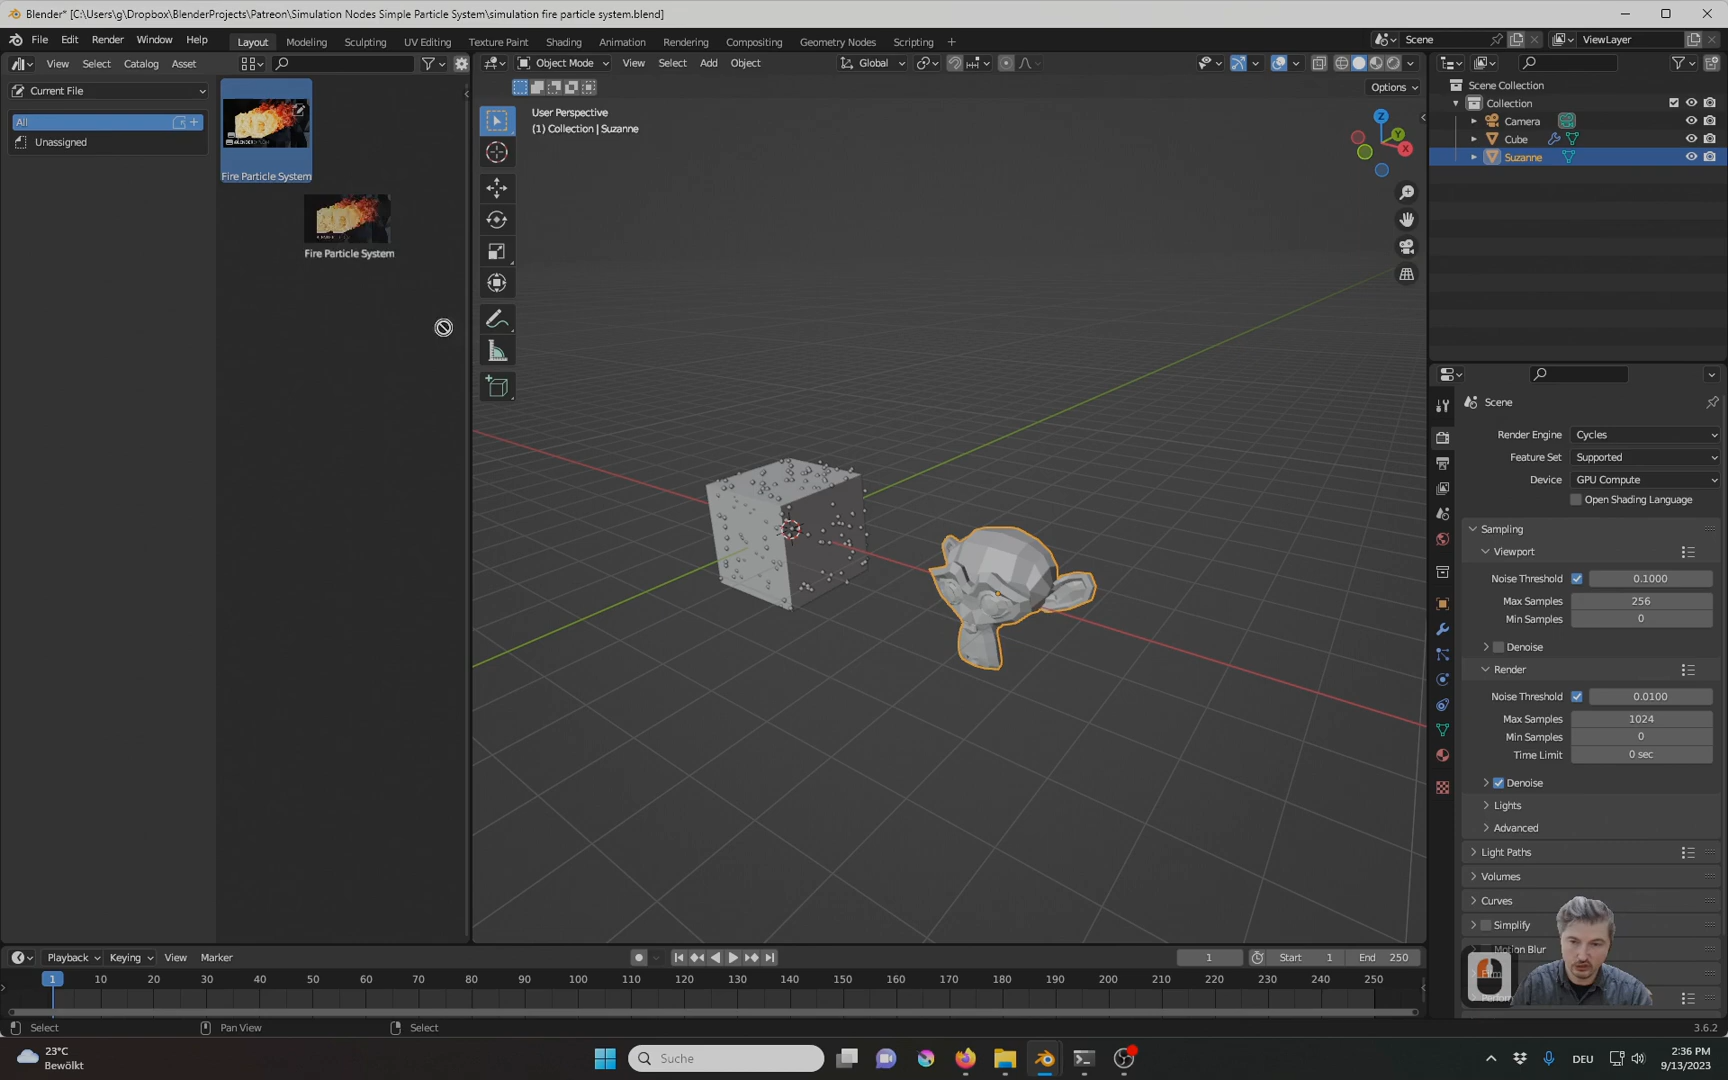 Blender* [C:\Users\g\Dropbox\BlenderProjects\Patreon\Simulation Nodes Simple Particle System\simulation fire particle system.blend]
File Edit Render Window Help Layout Modeling Sculpting UV Editing Texture Paint Shading Animation Rendering Compositing Geometry Nodes Scripting + Scene ViewLayer
View Select Catalog Asset Object Mode View Select Add Object Global
Options
Current File
All
Unassigned
Fire Particle System
Fire Particle System
User Perspective
(1) Collection | Suzanne
Z
Y
X
Scene Collection
Collection
Camera
Cube
Suzanne
Scene
Render Engine Cycles
Feature Set Supported
Device GPU Compute
Open Shading Language
Sampling
Viewport
Noise Threshold 0.1000
Max Samples 256
Min Samples 0
Denoise
Render
Noise Threshold 0.0100
Max Samples 1024
Min Samples 0
Time Limit 0 sec
Denoise
Lights
Advanced
Light Paths
Volumes
Curves
Simplify
Motion Blur
Playback Keying View Marker 1 Start 1 End 250
1 10 20 30 40 50 60 70 80 90 100 110 120 130 140 150 160 170 180 190 200 210 220 230 240 250
Select Pan View Select 3.6.2
23°C
Bewölkt
Suche
DEU
2:36 PM
9/13/2023